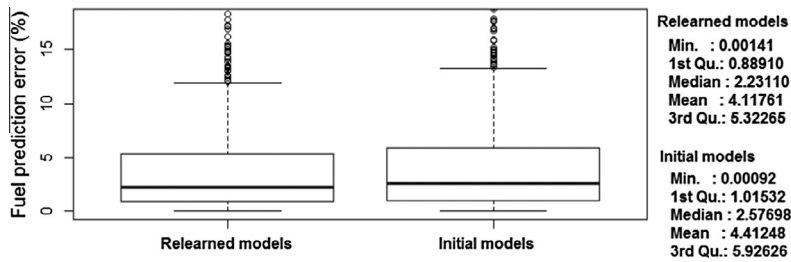 Fuel prediction error (%)
15
10
5
0
Relearned models
Initial models
Relearned models
Min. : 0.00141
1st Qu.: 0.88910
Median : 2.23110
Mean : 4.11761
3rd Qu.: 5.32265
Initial models
Min. : 0.00092
1st Qu.: 1.01532
Median : 2.57698
Mean : 4.41248
3rd Qu.: 5.92626